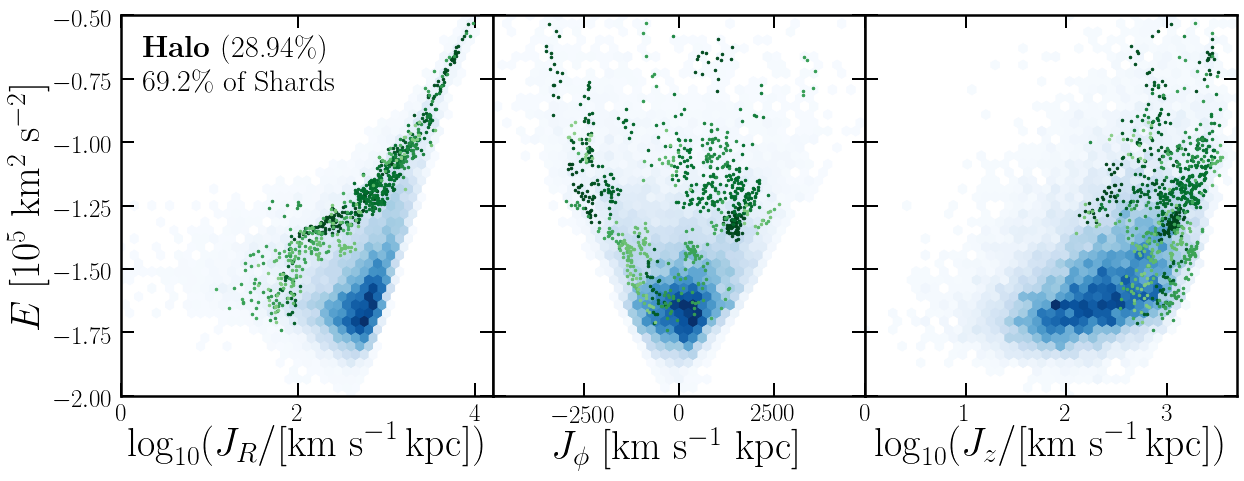 Halo (28.94%)
69.2% of Shards
E [10⁵ km² s⁻²]
−0.50
−0.75
−1.00
−1.25
−1.50
−1.75
−2.00
0 2 4
−2500 0 2500
0 1 2 3
log₁₀(J_R/[km s⁻¹ kpc])
J_ϕ [km s⁻¹ kpc]
log₁₀(J_z/[km s⁻¹ kpc])